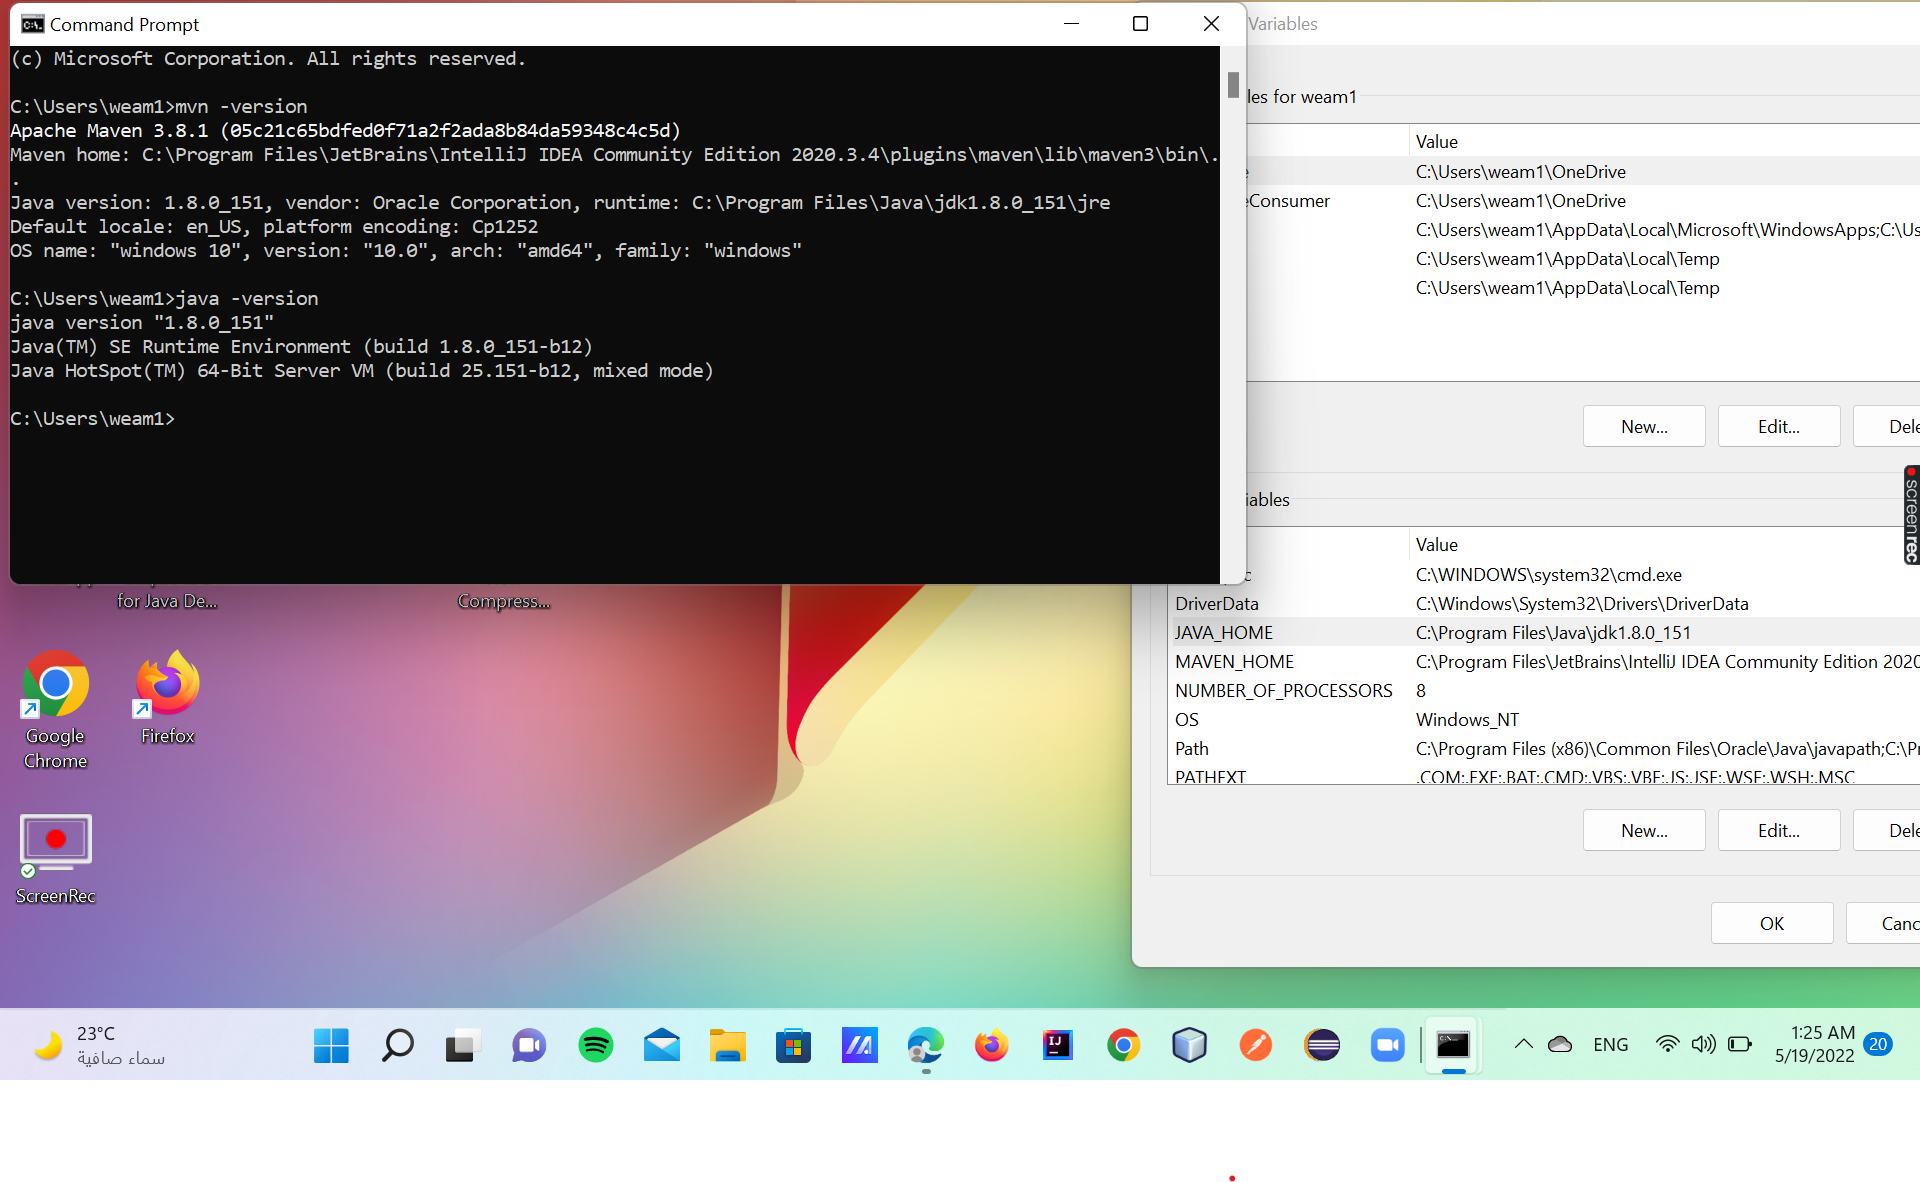 Command Prompt
(c) Microsoft Corporation. All rights reserved.
C:\Users\weam1>mvn -version
Apache Maven 3.8.1 (05c21c65bdfed0f71a2f2ada8b84da59348c4c5d)
Maven home: C:\Program Files\JetBrains\IntelliJ IDEA Community Edition 2020.3.4\plugins\maven\lib\maven3\bin\.
.
Java version: 1.8.0_151, vendor: Oracle Corporation, runtime: C:\Program Files\Java\jdk1.8.0_151\jre
Default locale: en_US, platform encoding: Cp1252
OS name: "windows 10", version: "10.0", arch: "amd64", family: "windows"
C:\Users\weam1>java -version
java version "1.8.0_151"
Java(TM) SE Runtime Environment (build 1.8.0_151-b12)
Java HotSpot(TM) 64-Bit Server VM (build 25.151-b12, mixed mode)
C:\Users\weam1>
Variables
les for weam1
Value
e C:\Users\weam1\OneDrive
eConsumer C:\Users\weam1\OneDrive
C:\Users\weam1\AppData\Local\Microsoft\WindowsApps;C:\Us
C:\Users\weam1\AppData\Local\Temp
C:\Users\weam1\AppData\Local\Temp
New... Edit... Dele
iables
Value
c C:\WINDOWS\system32\cmd.exe
DriverData C:\Windows\System32\Drivers\DriverData
JAVA_HOME C:\Program Files\Java\jdk1.8.0_151
MAVEN_HOME C:\Program Files\JetBrains\IntelliJ IDEA Community Edition 2020
NUMBER_OF_PROCESSORS 8
OS Windows_NT
Path C:\Program Files (x86)\Common Files\Oracle\Java\javapath;C:\Pr
PATHEXT .COM;.EXE;.BAT;.CMD;.VBS;.VBE;.JS;.JSE;.WSF;.WSH;.MSC
New... Edit... Dele
OK Canc
screenrec
for Java De...
Compress...
Google
Chrome
Firefox
ScreenRec
23°C
سماء صافية
IJ
ENG
1:25 AM
5/19/2022
20